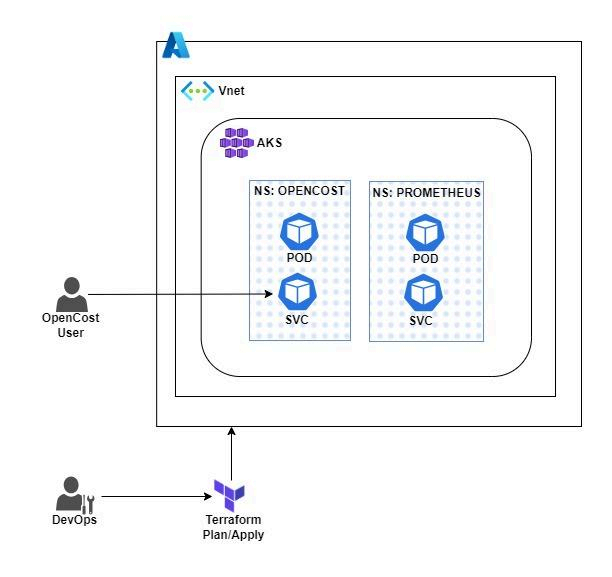 Vnet
AKS
NS: OPENCOST
NS: PROMETHEUS
POD
POD
SVC
SVC
OpenCost
User
DevOps
Terraform
Plan/Apply